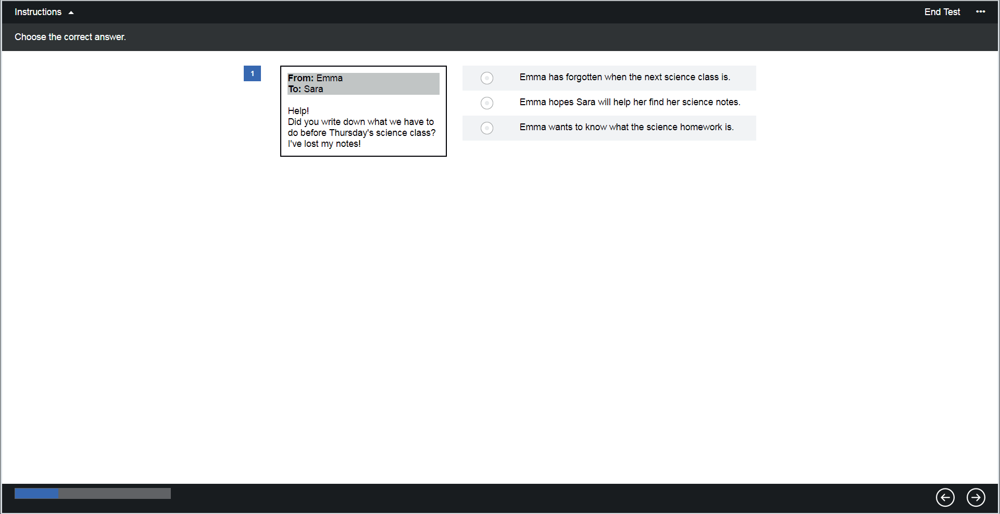 Instructions
End Test
Choose the correct answer.
1
From: Emma
To: Sara
Help!
Did you write down what we have to
do before Thursday's science class?
I've lost my notes!
Emma has forgotten when the next science class is.
Emma hopes Sara will help her find her science notes.
Emma wants to know what the science homework is.